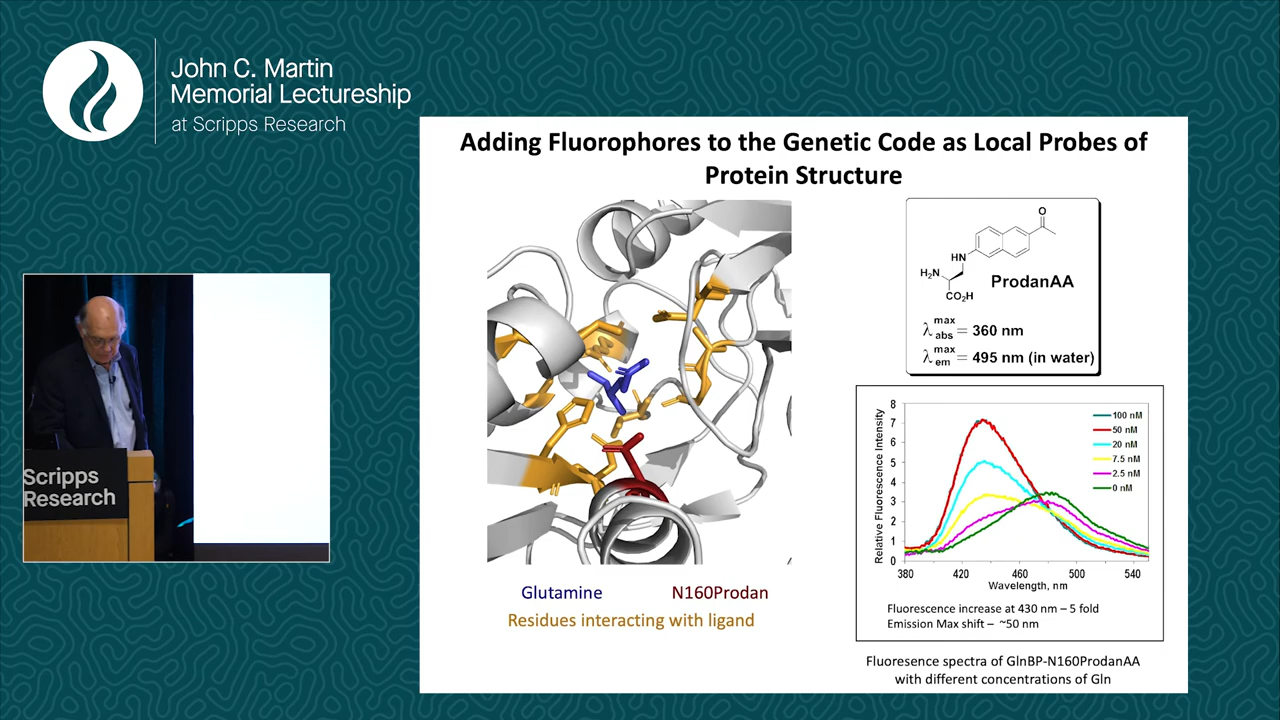 John C. Martin
Memorial Lectureship
at Scripps Research
Adding Fluorophores to the Genetic Code as Local Probes of
Protein Structure
O
HN
H₂N
CO₂H
ProdanAA
λ max abs = 360 nm
λ max em = 495 nm (in water)
Relative Fluorescence Intensity
8
7
6
5
4
3
2
1
0
380
420
460
500
540
Wavelength, nm
100 nM
50 nM
20 nM
7.5 nM
2.5 nM
0 nM
Fluorescence increase at 430 nm – 5 fold
Emission Max shift – ~50 nm
Fluoresence spectra of GlnBP-N160ProdanAA
with different concentrations of Gln
Glutamine
N160Prodan
Residues interacting with ligand
Scripps
Research